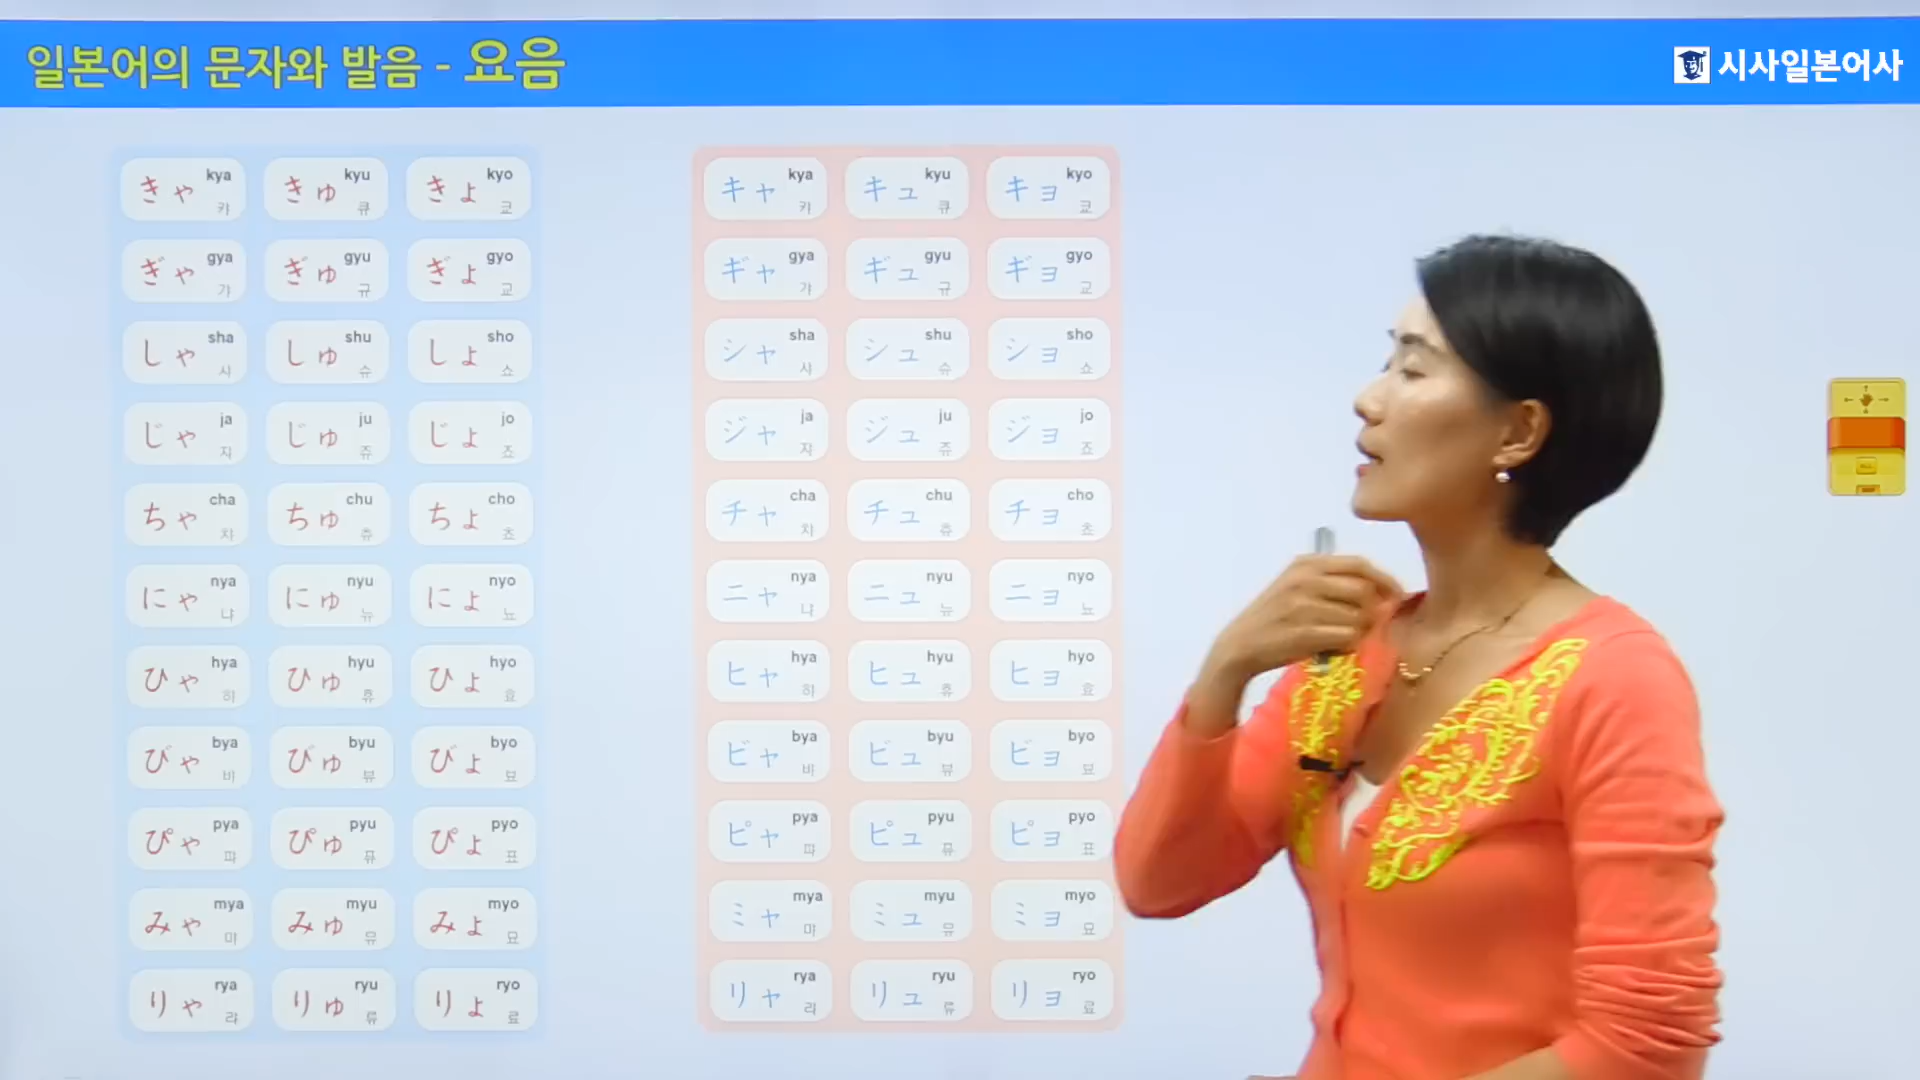 일본어의 문자와 발음 - 요음
시사일본어사
きゃ kya 캬 きゅ kyu 큐 きょ kyo 쿄
ぎゃ gya 갸 ぎゅ gyu 규 ぎょ gyo 교
しゃ sha 샤 しゅ shu 슈 しょ sho 쇼
じゃ ja 쟈 じゅ ju 쥬 じょ jo 죠
ちゃ cha 챠 ちゅ chu 츄 ちょ cho 쵸
にゃ nya 냐 にゅ nyu 뉴 にょ nyo 뇨
ひゃ hya 햐 ひゅ hyu 휴 ひょ hyo 효
びゃ bya 뱌 びゅ byu 뷰 びょ byo 뵤
ぴゃ pya 퍄 ぴゅ pyu 퓨 ぴょ pyo 표
みゃ mya 먀 みゅ myu 뮤 みょ myo 묘
りゃ rya 랴 りゅ ryu 류 りょ ryo 료
キャ kya 캬 キュ kyu 큐 キョ kyo 쿄
ギャ gya 갸 ギュ gyu 규 ギョ gyo 교
シャ sha 샤 シュ shu 슈 ショ sho 쇼
ジャ ja 쟈 ジュ ju 쥬 ジョ jo 죠
チャ cha 챠 チュ chu 츄 チョ cho 쵸
ニャ nya 냐 ニュ nyu 뉴 ニョ nyo 뇨
ヒャ hya 햐 ヒュ hyu 휴 ヒョ hyo 효
ビャ bya 뱌 ビュ byu 뷰 ビョ byo 뵤
ピャ pya 퍄 ピュ pyu 퓨 ピョ pyo 표
ミャ mya 먀 ミュ myu 뮤 ミョ myo 묘
リャ rya 랴 リュ ryu 류 リョ ryo 료